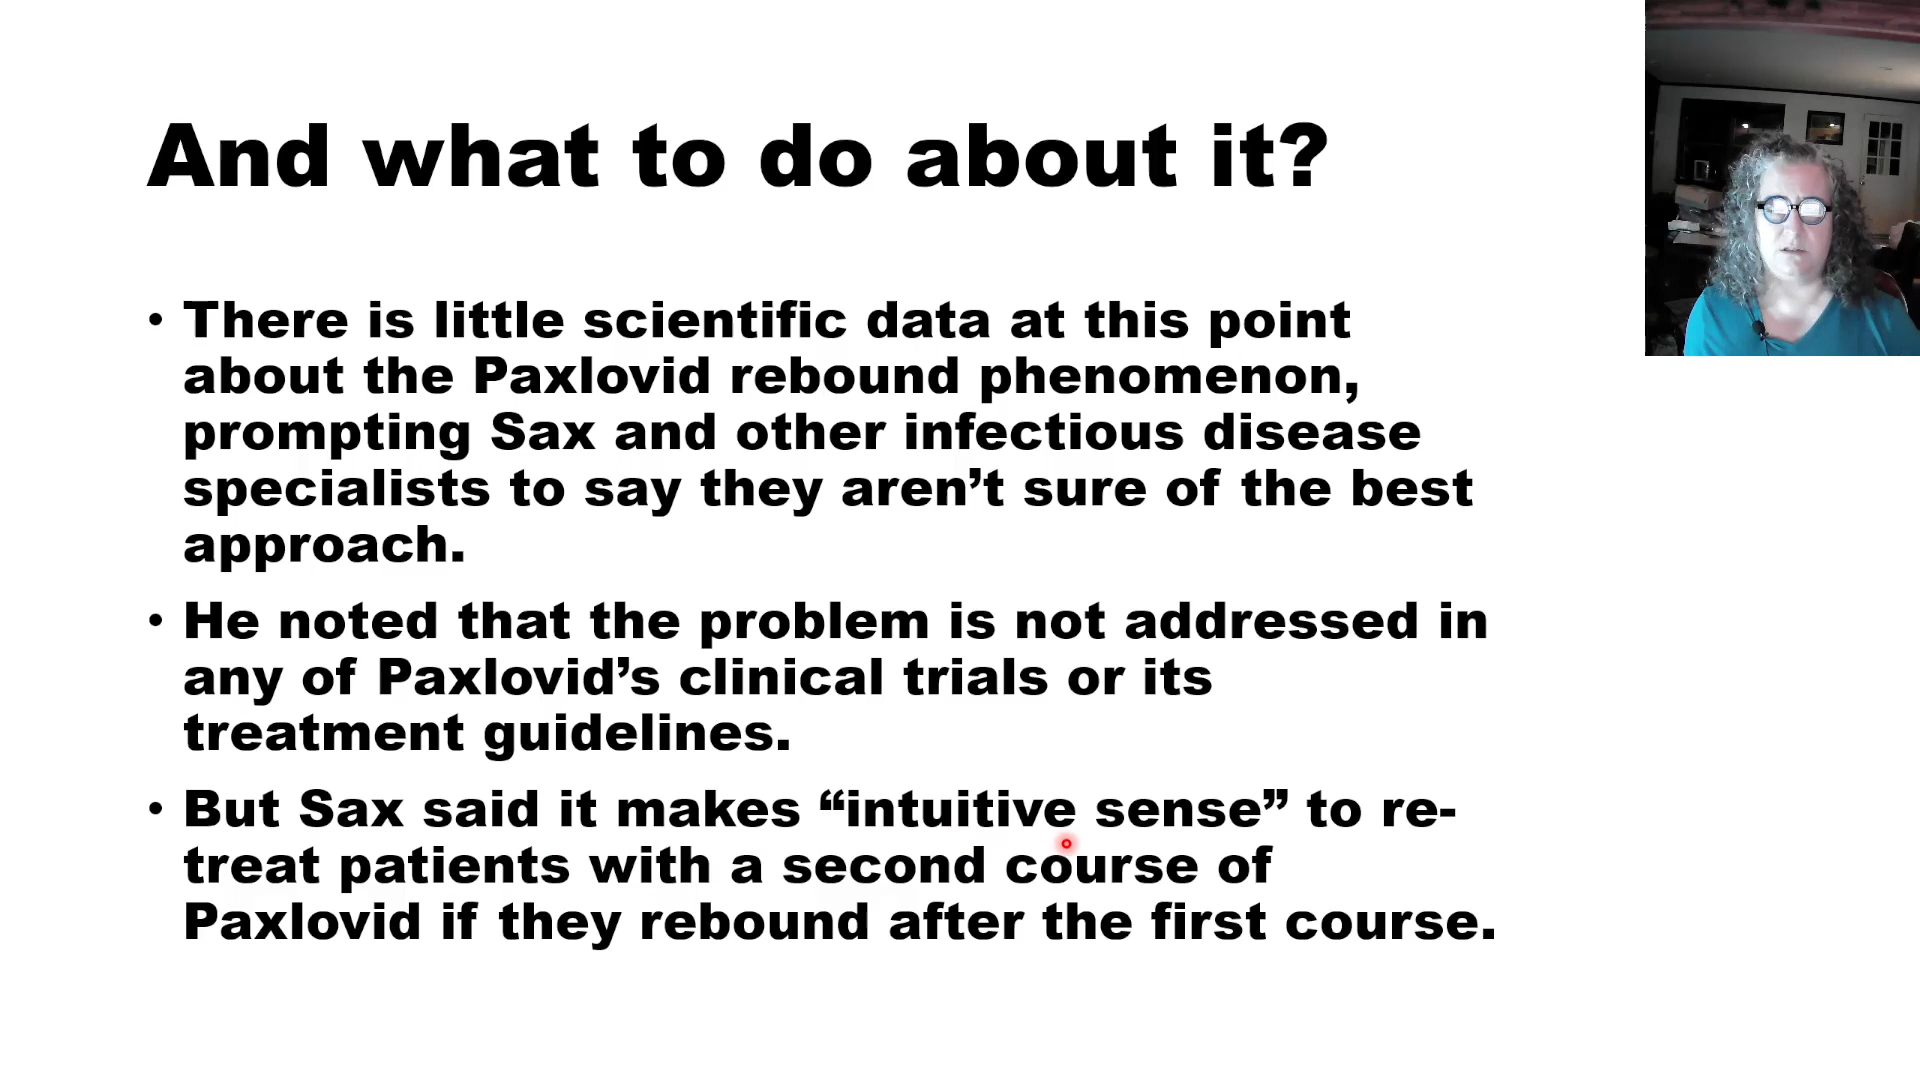 And what to do about it?
• There is little scientific data at this point
about the Paxlovid rebound phenomenon,
prompting Sax and other infectious disease
specialists to say they aren’t sure of the best
approach.
• He noted that the problem is not addressed in
any of Paxlovid’s clinical trials or its
treatment guidelines.
• But Sax said it makes “intuitive sense” to re-
treat patients with a second course of
Paxlovid if they rebound after the first course.